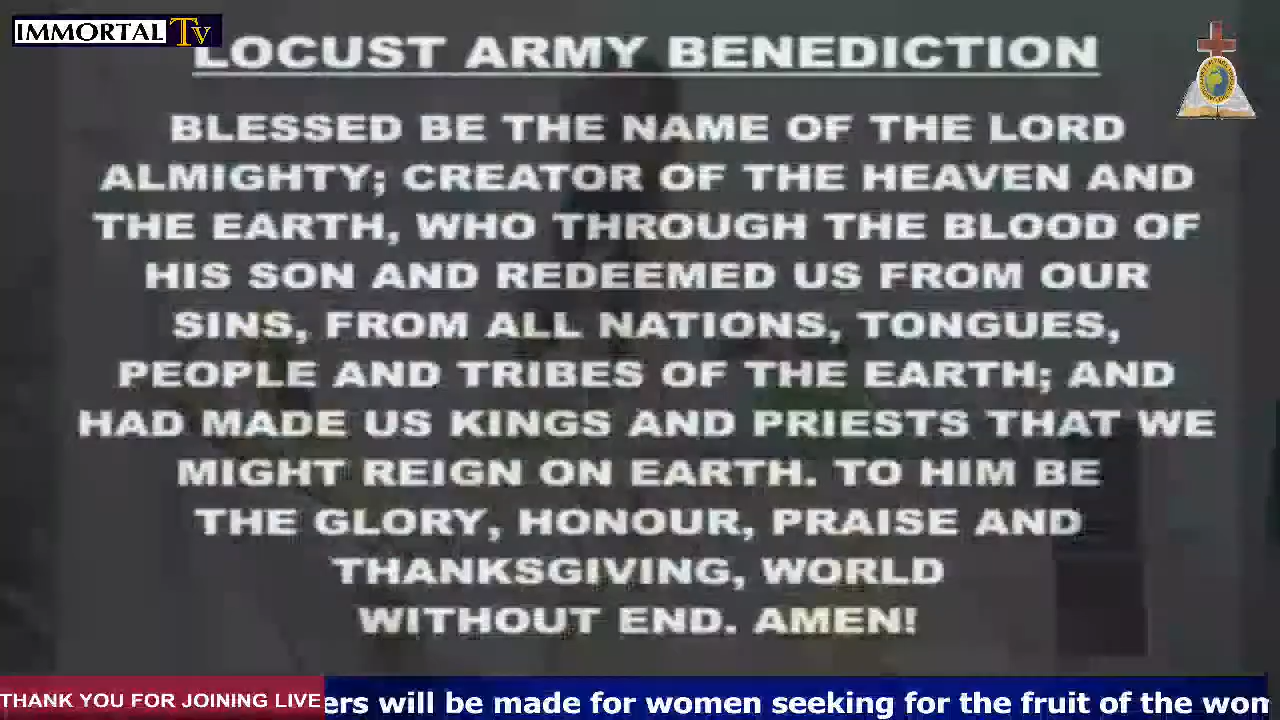 IMMORTAL Tv
LOCUST ARMY BENEDICTION
BLESSED BE THE NAME OF THE LORD
ALMIGHTY; CREATOR OF THE HEAVEN AND
THE EARTH, WHO THROUGH THE BLOOD OF
HIS SON AND REDEEMED US FROM OUR
SINS, FROM ALL NATIONS, TONGUES,
PEOPLE AND TRIBES OF THE EARTH; AND
HAD MADE US KINGS AND PRIESTS THAT WE
MIGHT REIGN ON EARTH. TO HIM BE
THE GLORY, HONOUR, PRAISE AND
THANKSGIVING, WORLD
WITHOUT END. AMEN!
THANK YOU FOR JOINING LIVE
ers will be made for women seeking for the fruit of the wom